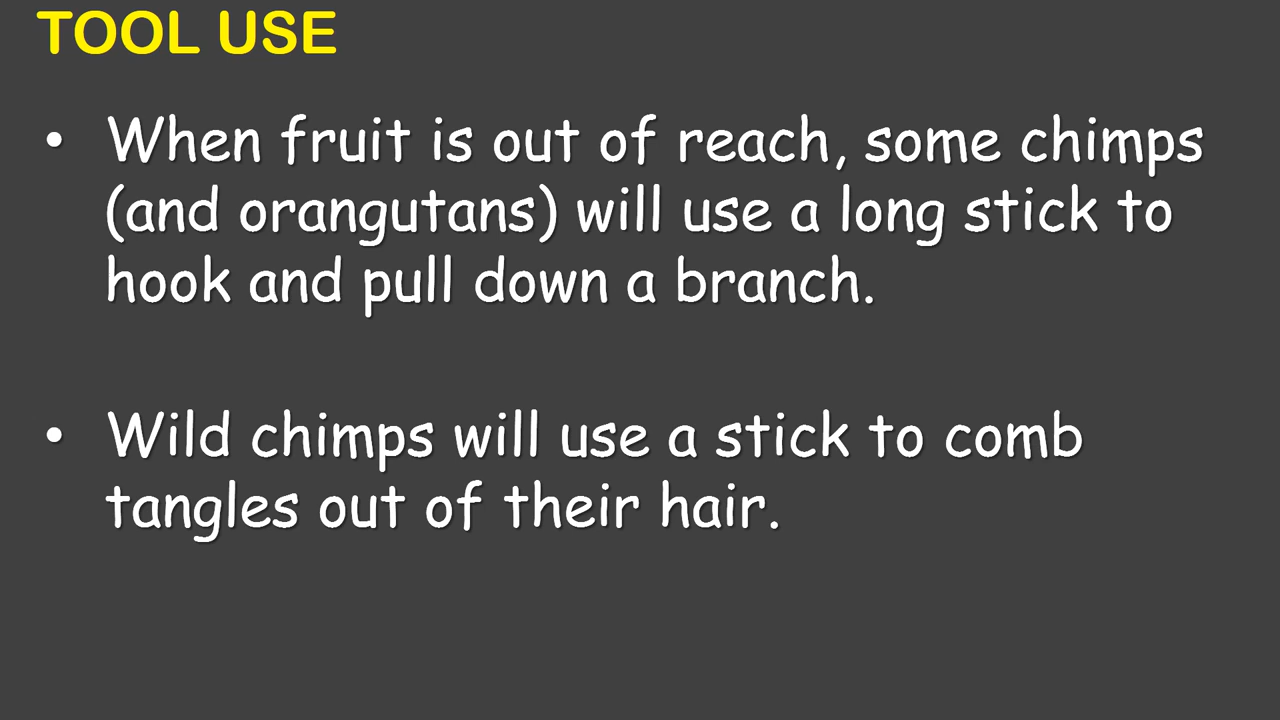 TOOL USE
• When fruit is out of reach, some chimps
(and orangutans) will use a long stick to
hook and pull down a branch.
• Wild chimps will use a stick to comb
tangles out of their hair.